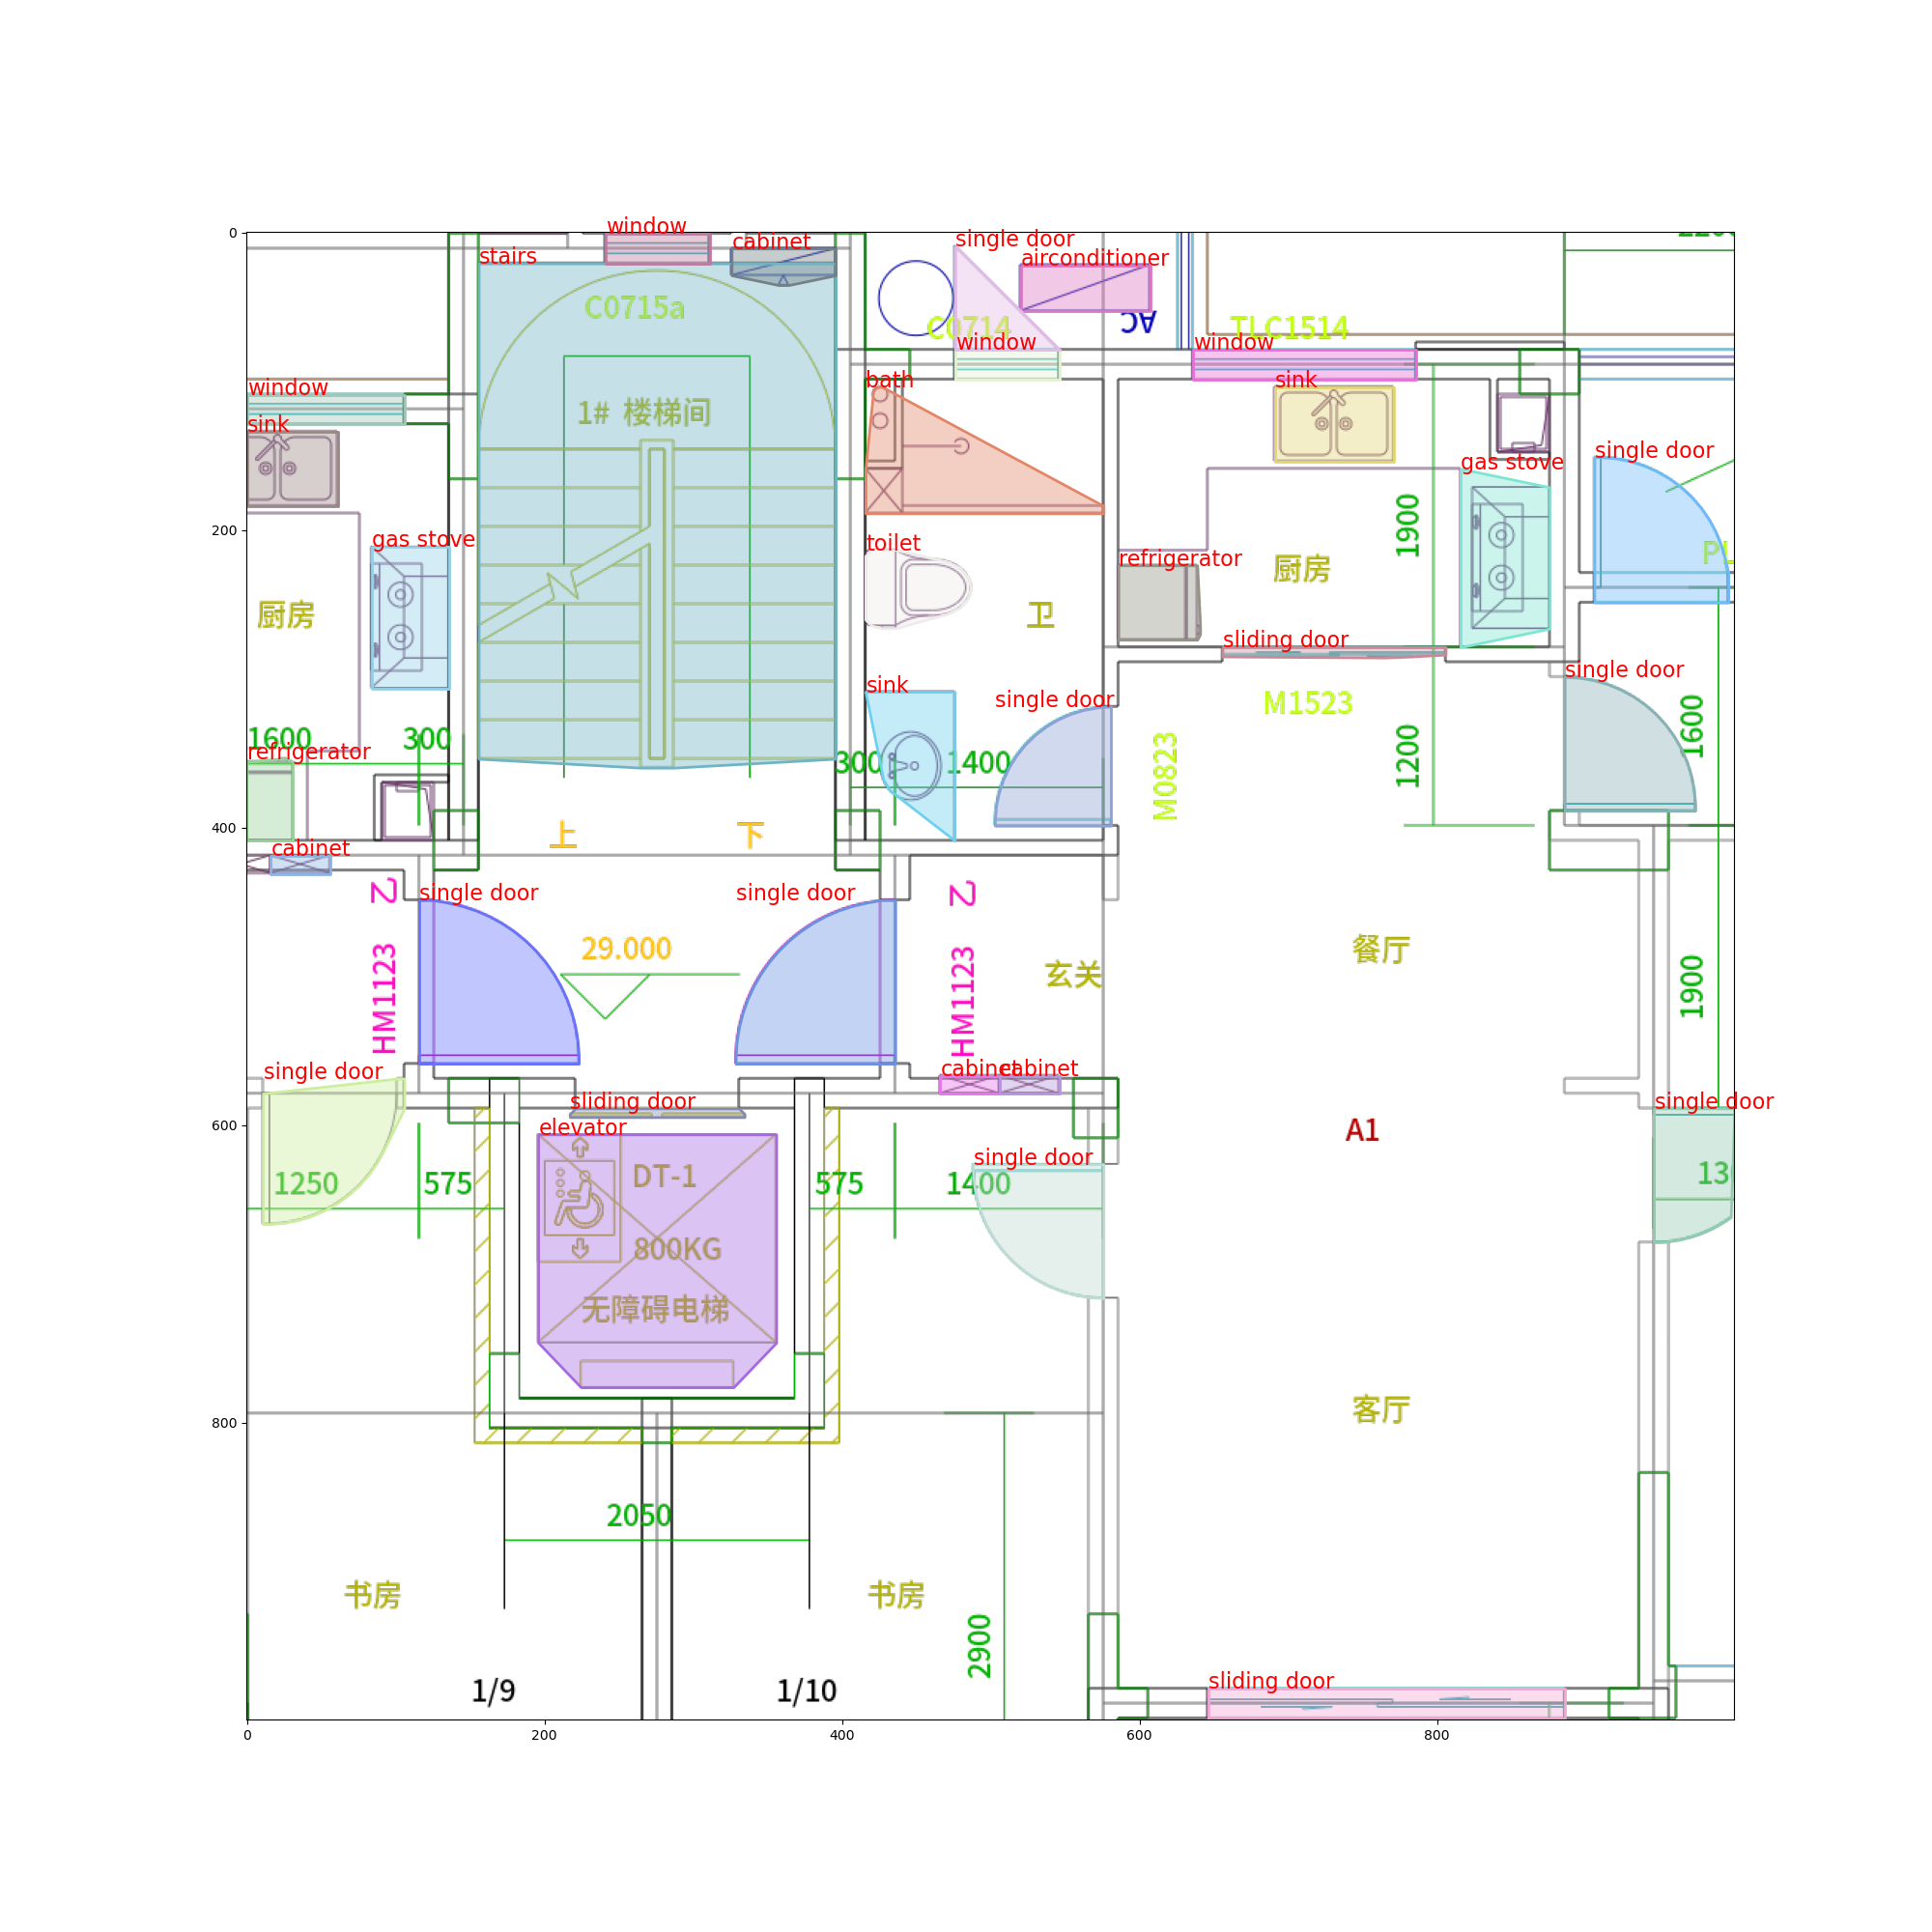 window
cabinet
single door
airconditioner
stairs
C0715a
C0714
AC
TLC1514
window
window
window
bath
sink
1# 楼梯间
sink
single door
gas stove
1900
gas stove
toilet
refrigerator
厨房
厨房
卫
sliding door
sink
single door
single door
M1523
1600
300
refrigerator
300
1400
M0823
1200
1600
上
下
cabinet
乙
single door
single door
乙
29.000
HM1123
HM1123
玄关
餐厅
1900
single door
cabinet
cabinet
sliding door
elevator
single door
A1
single door
1250
575
DT-1
575
1400
800KG
无障碍电梯
客厅
2050
书房
书房
2900
1/9
1/10
sliding door
0
200
400
600
800
0
200
400
600
800